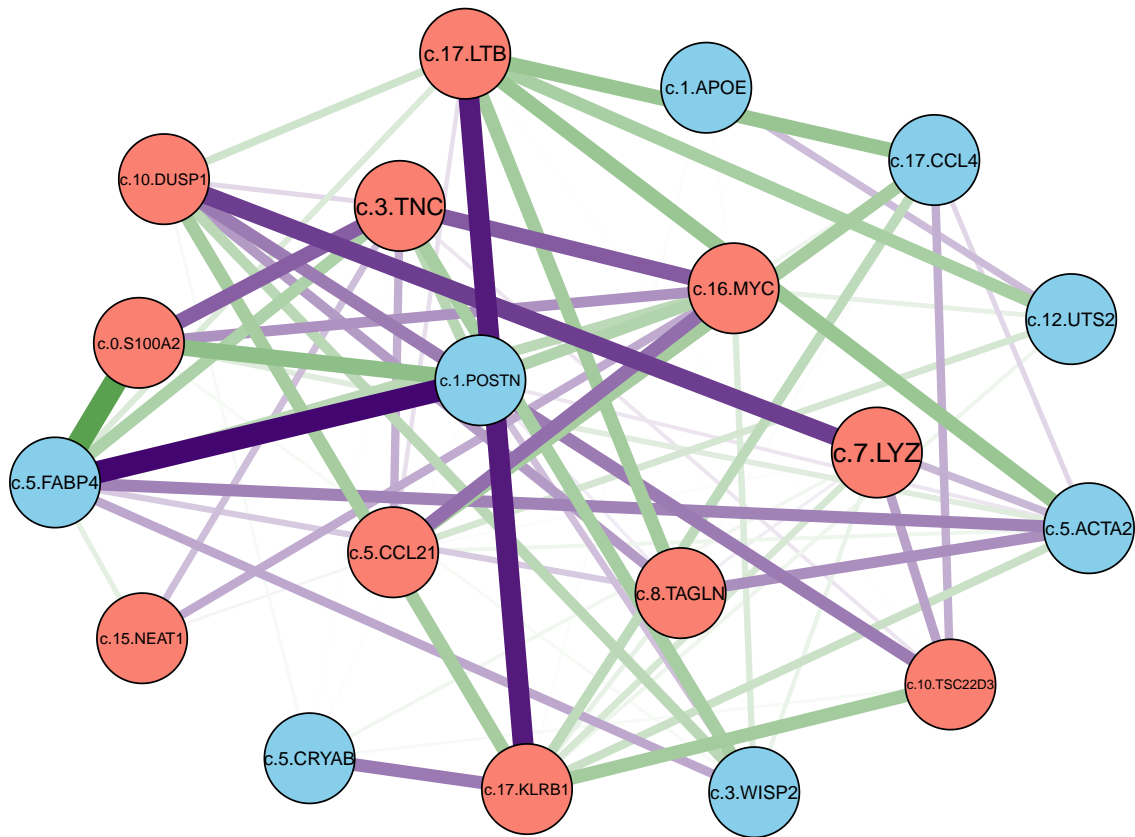 c.17.LTB
c.1.APOE
c.17.CCL4
c.10.DUSP1
c.3.TNC
c.16.MYC
c.12.UTS2
c.0.S100A2
c.1.POSTN
c.7.LYZ
c.5.FABP4
c.5.ACTA2
c.5.CCL21
c.8.TAGLN
c.15.NEAT1
c.10.TSC22D3
c.5.CRYAB
c.17.KLRB1
c.3.WISP2